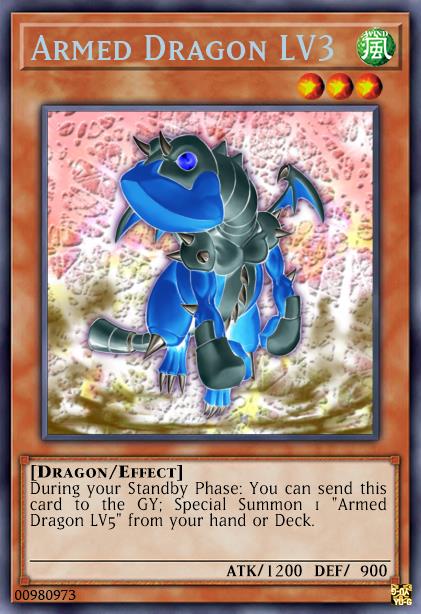 ARMED DRAGON LV3
WIND
風
[DRAGON/EFFECT]
During your Standby Phase: You can send this
card to the GY; Special Summon 1 "Armed
Dragon LV5" from your hand or Deck.
ATK/1200 DEF/ 900
00980973